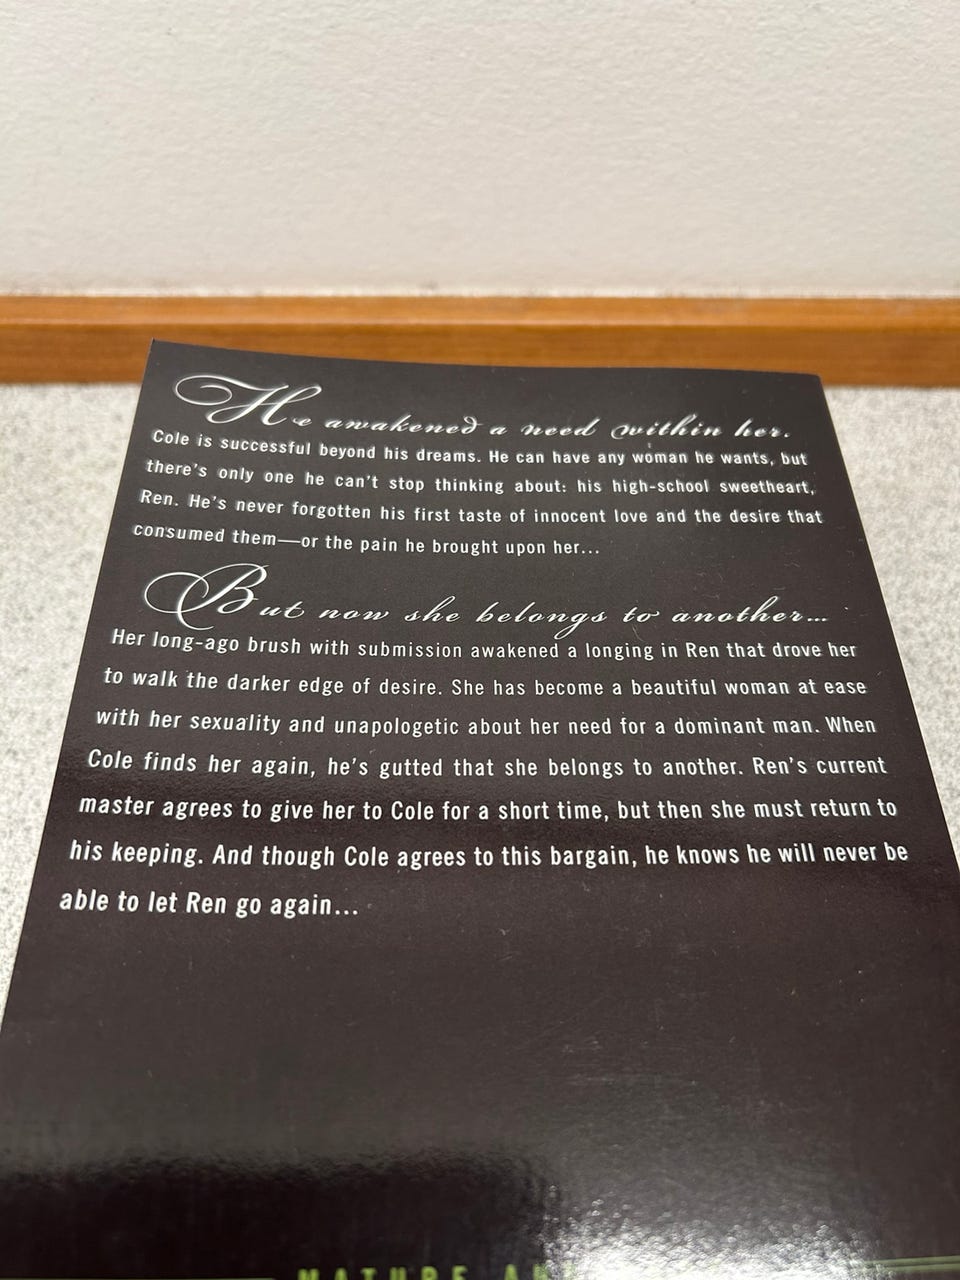 He awakened a need within her.
Cole is successful beyond his dreams. He can have any woman he wants, but
there's only one he can't stop thinking about: his high-school sweetheart,
Ren. He's never forgotten his first taste of innocent love and the desire that
consumed them—or the pain he brought upon her...
But now she belongs to another...
Her long-ago brush with submission awakened a longing in Ren that drove her
to walk the darker edge of desire. She has become a beautiful woman at ease
with her sexuality and unapologetic about her need for a dominant man. When
Cole finds her again, he's gutted that she belongs to another. Ren's current
master agrees to give her to Cole for a short time, but then she must return to
his keeping. And though Cole agrees to this bargain, he knows he will never be
able to let Ren go again...
MATURE